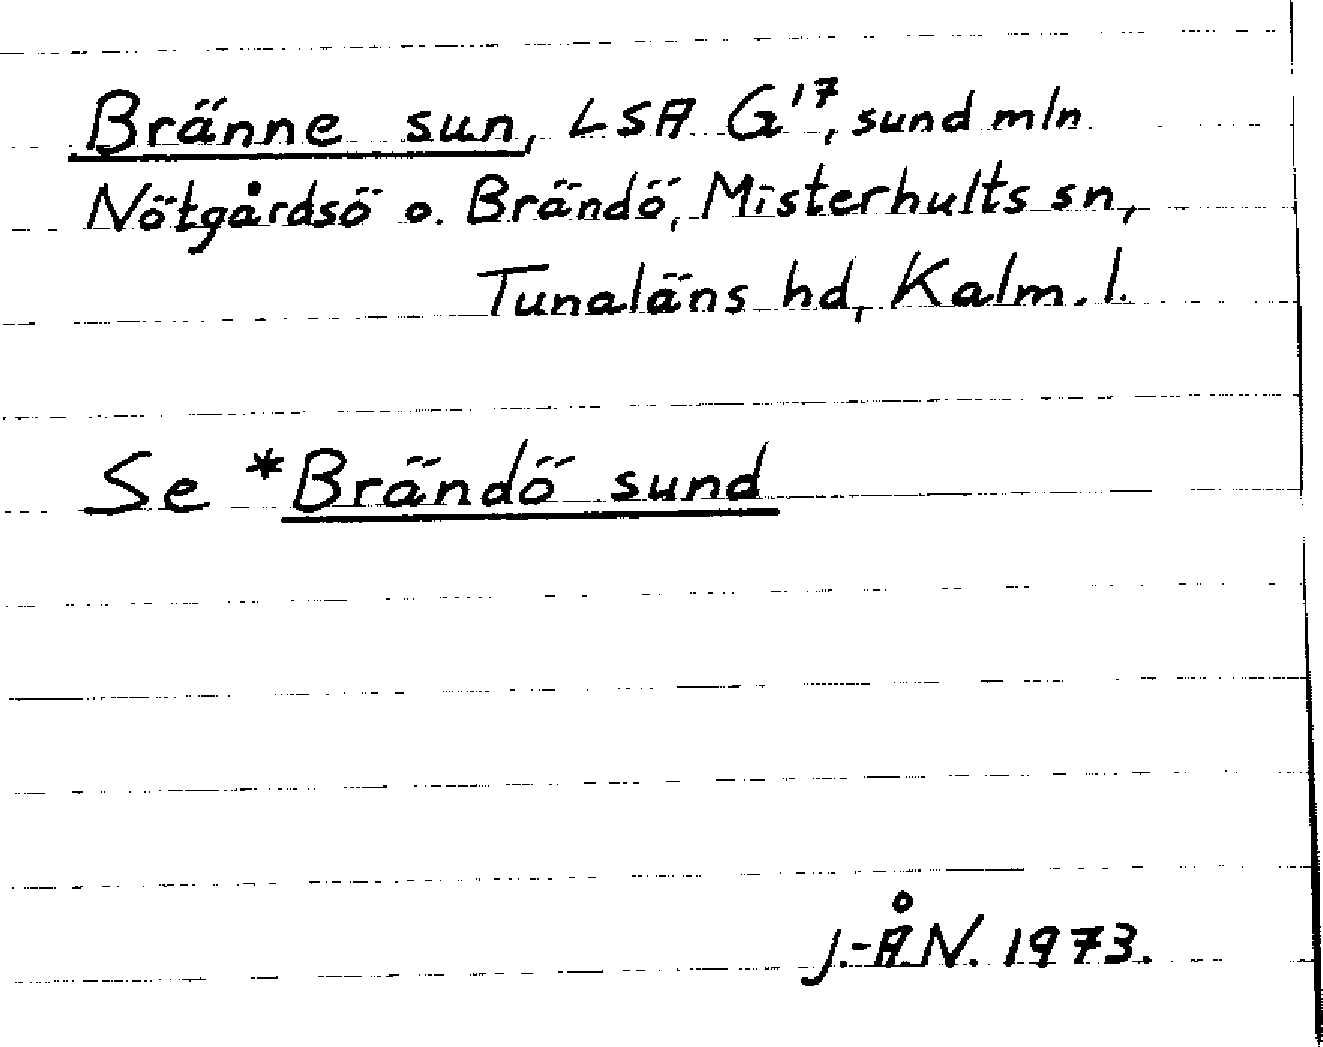 Bränne sun, LSA G¹⁷, sund mln
Nötgårdsö o. Brändö, Misterhults sn,
Tunaläns hd, Kalm. l.
Se *Brändö sund
J.-Å N. 1973.